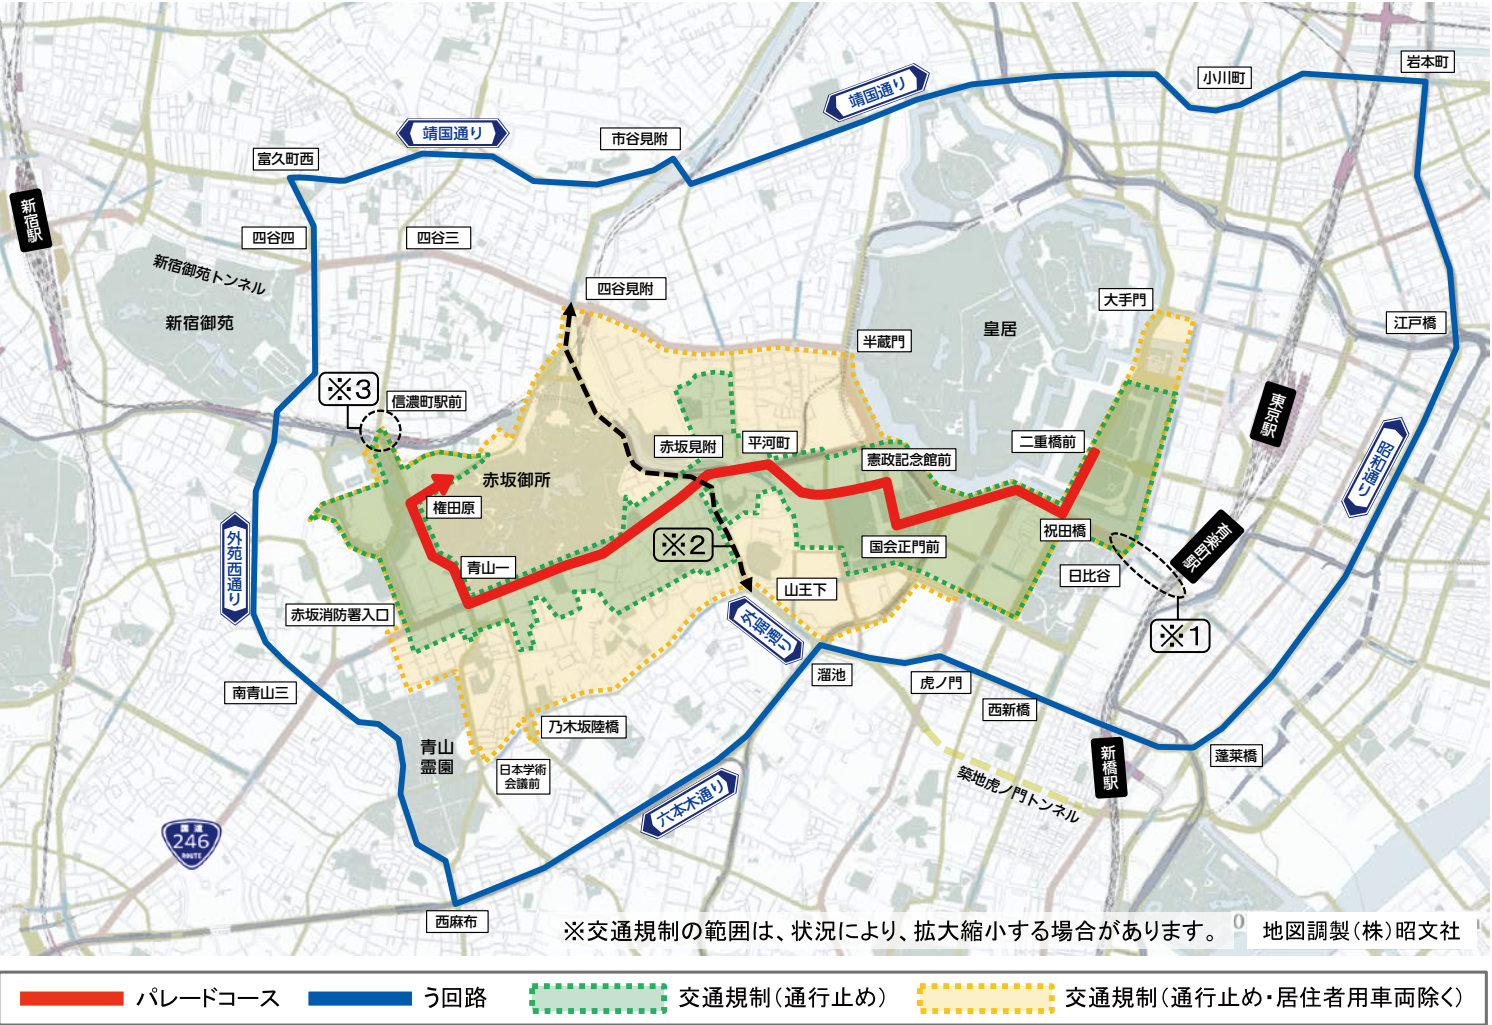 岩本町
小川町
靖国通り
靖国通り
市谷見附
富久町西
新宿駅
四谷四
四谷三
新宿御苑トンネル
新宿御苑
四谷見附
大手門
皇居
江戸橋
半蔵門
※3
信濃町駅前
東京駅
赤坂見附
平河町
二重橋前
憲政記念館前
昭和通り
赤坂御所
権田原
祝田橋
有楽町駅
※2
国会正門前
外苑西通り
青山一
日比谷
山王下
赤坂消防署入口
外堀通り
※1
溜池
虎ノ門
南青山三
西新橋
乃木坂陸橋
青山
霊園
新橋駅
蓬莱橋
日本学術
会議前
築地虎ノ門トンネル
六本木通り
国道
246
ROUTE
西麻布
※交通規制の範囲は、状況により、拡大縮小する場合があります。
0
地図調製(株)昭文社
パレードコース
う回路
交通規制(通行止め)
交通規制(通行止め・居住者用車両除く)